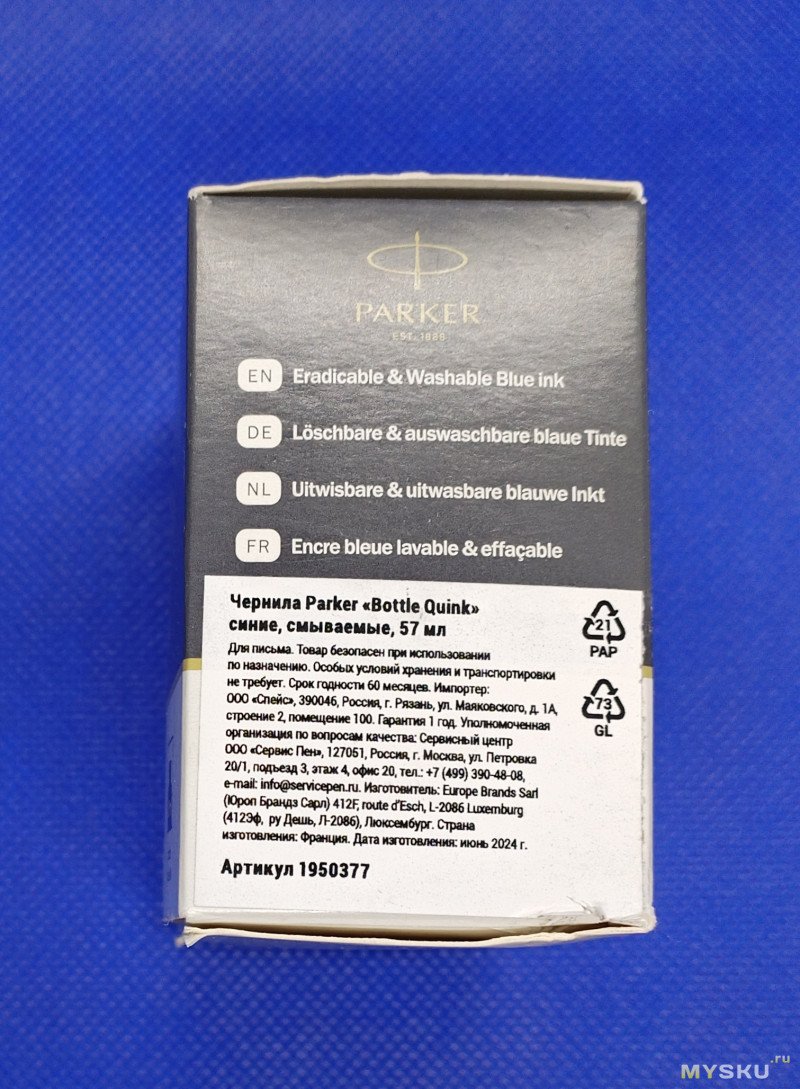 PARKER
EST. 1888
EN Eradicable & Washable Blue ink
DE Löschbare & auswaschbare blaue Tinte
NL Uitwisbare & uitwasbare blauwe Inkt
FR Encre bleue lavable & effaçable
Чернила Parker «Bottle Quink»
синие, смываемые, 57 мл
Для письма. Товар безопасен при использовании
по назначению. Особых условий хранения и транспортировки
не требует. Срок годности 60 месяцев. Импортер:
ООО «Спейс», 390046, Россия, г. Рязань, ул. Маяковского, д. 1А,
строение 2, помещение 100. Гарантия 1 год. Уполномоченная
организация по вопросам качества: Сервисный центр
ООО «Сервис Пен», 127051, Россия, г. Москва, ул. Петровка
20/1, подъезд 3, этаж 4, офис 20, тел.: +7 (499) 390-48-08,
e-mail: info@servicepen.ru. Изготовитель: Europe Brands Sarl
(Юроп Брандз Сарл) 412F, route d'Esch, L-2086 Luxemburg
(412Эф, ру Дешь, Л-2086), Люксембург. Страна
изготовления: Франция. Дата изготовления: июнь 2024 г.
Артикул 1950377
21
PAP
73
GL
MYSKU.ru